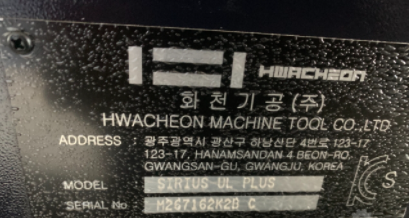 HWACHEON
화천기공(주)
HWACHEON MACHINE TOOL CO.,LTD
ADDRESS : 광주광역시 광산구 하남산단 4번로 123-17
123-17, HANAMSANDAN 4 BEON-RO,
GWANGSAN-GU, GWANGJU, KOREA
MODEL SIRIUS-UL PLUS
SERIAL No M267162K2B C